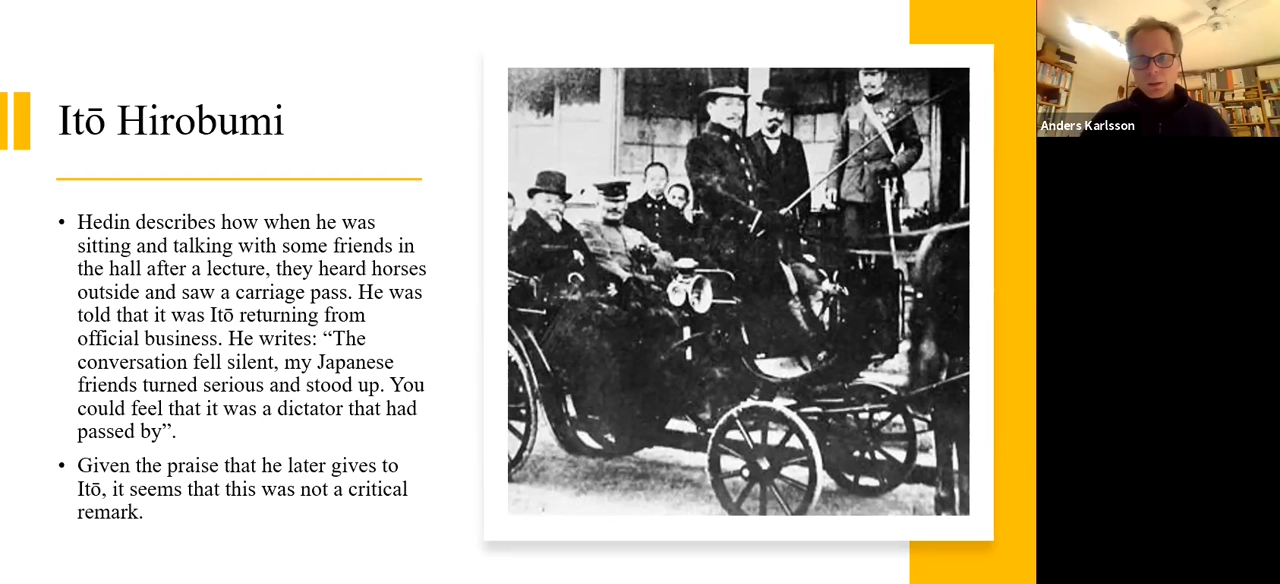 Itō Hirobumi
• Hedin describes how when he was
sitting and talking with some friends in
the hall after a lecture, they heard horses
outside and saw a carriage pass. He was
told that it was Itō returning from
official business. He writes: “The
conversation fell silent, my Japanese
friends turned serious and stood up. You
could feel that it was a dictator that had
passed by”.
• Given the praise that he later gives to
Itō, it seems that this was not a critical
remark.
Anders Karlsson